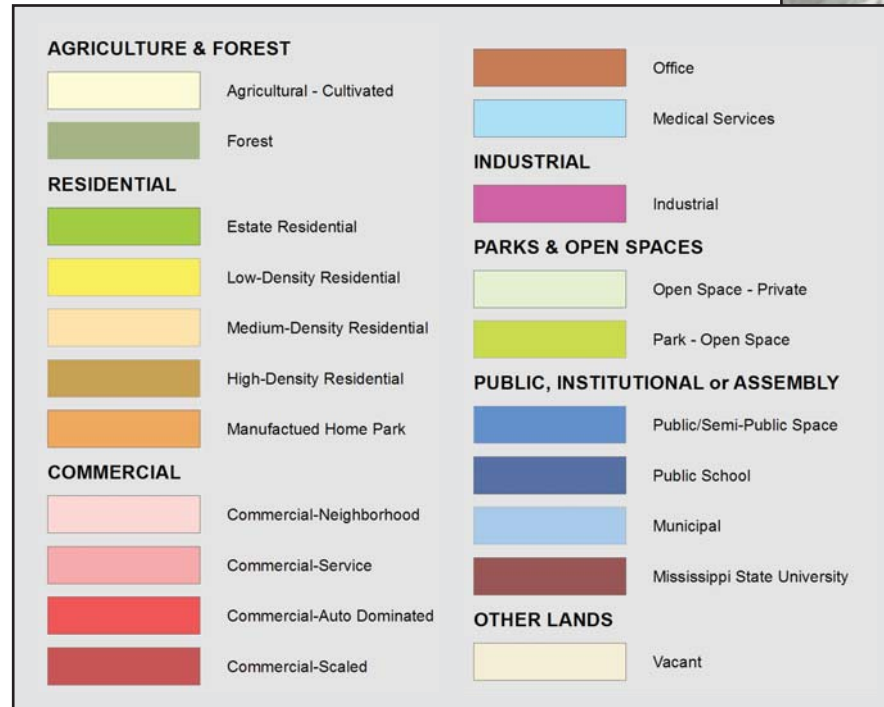 AGRICULTURE & FOREST
Agricultural - Cultivated
Forest
RESIDENTIAL
Estate Residential
Low-Density Residential
Medium-Density Residential
High-Density Residential
Manufactued Home Park
COMMERCIAL
Commercial-Neighborhood
Commercial-Service
Commercial-Auto Dominated
Commercial-Scaled
Office
Medical Services
INDUSTRIAL
Industrial
PARKS & OPEN SPACES
Open Space - Private
Park - Open Space
PUBLIC, INSTITUTIONAL or ASSEMBLY
Public/Semi-Public Space
Public School
Municipal
Mississippi State University
OTHER LANDS
Vacant